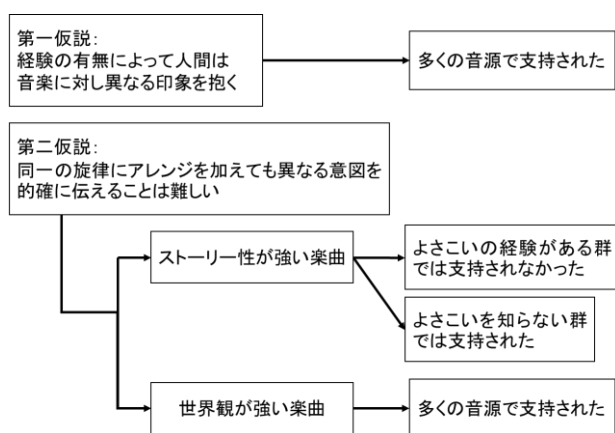 第一仮説：
経験の有無によって人間は
音楽に対し異なる印象を抱く
多くの音源で支持された
第二仮説：
同一の旋律にアレンジを加えても異なる意図を
的確に伝えることは難しい
ストーリー性が強い楽曲
よさこいの経験がある群
では支持されなかった
よさこいを知らない群
では支持された
世界観が強い楽曲
多くの音源で支持された